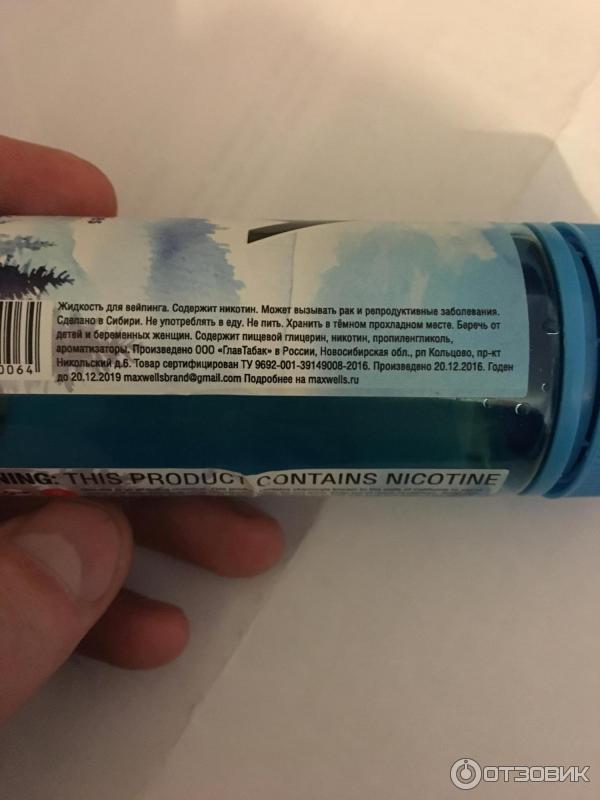 Жидкость для вейпинга. Содержит никотин. Может вызывать рак и репродуктивные заболевания.
Сделано в Сибири. Не употреблять в еду. Не пить. Хранить в тёмном прохладном месте. Беречь от
детей и беременных женщин. Содержит пищевой глицерин, никотин, пропиленгликоль,
ароматизаторы. Произведено ООО «ГлавТабак» в России, Новосибирская обл., рп Кольцово, пр-кт
Никольский д.6. Товар сертифицирован ТУ 9692-001-39149008-2016. Произведено 20.12.2016. Годен
до 20.12.2019 maxwellsbrand@gmail.com Подробнее на maxwells.ru
0064
NING: THIS PRODUCT CONTAINS NICOTINE
ОТЗОВИК